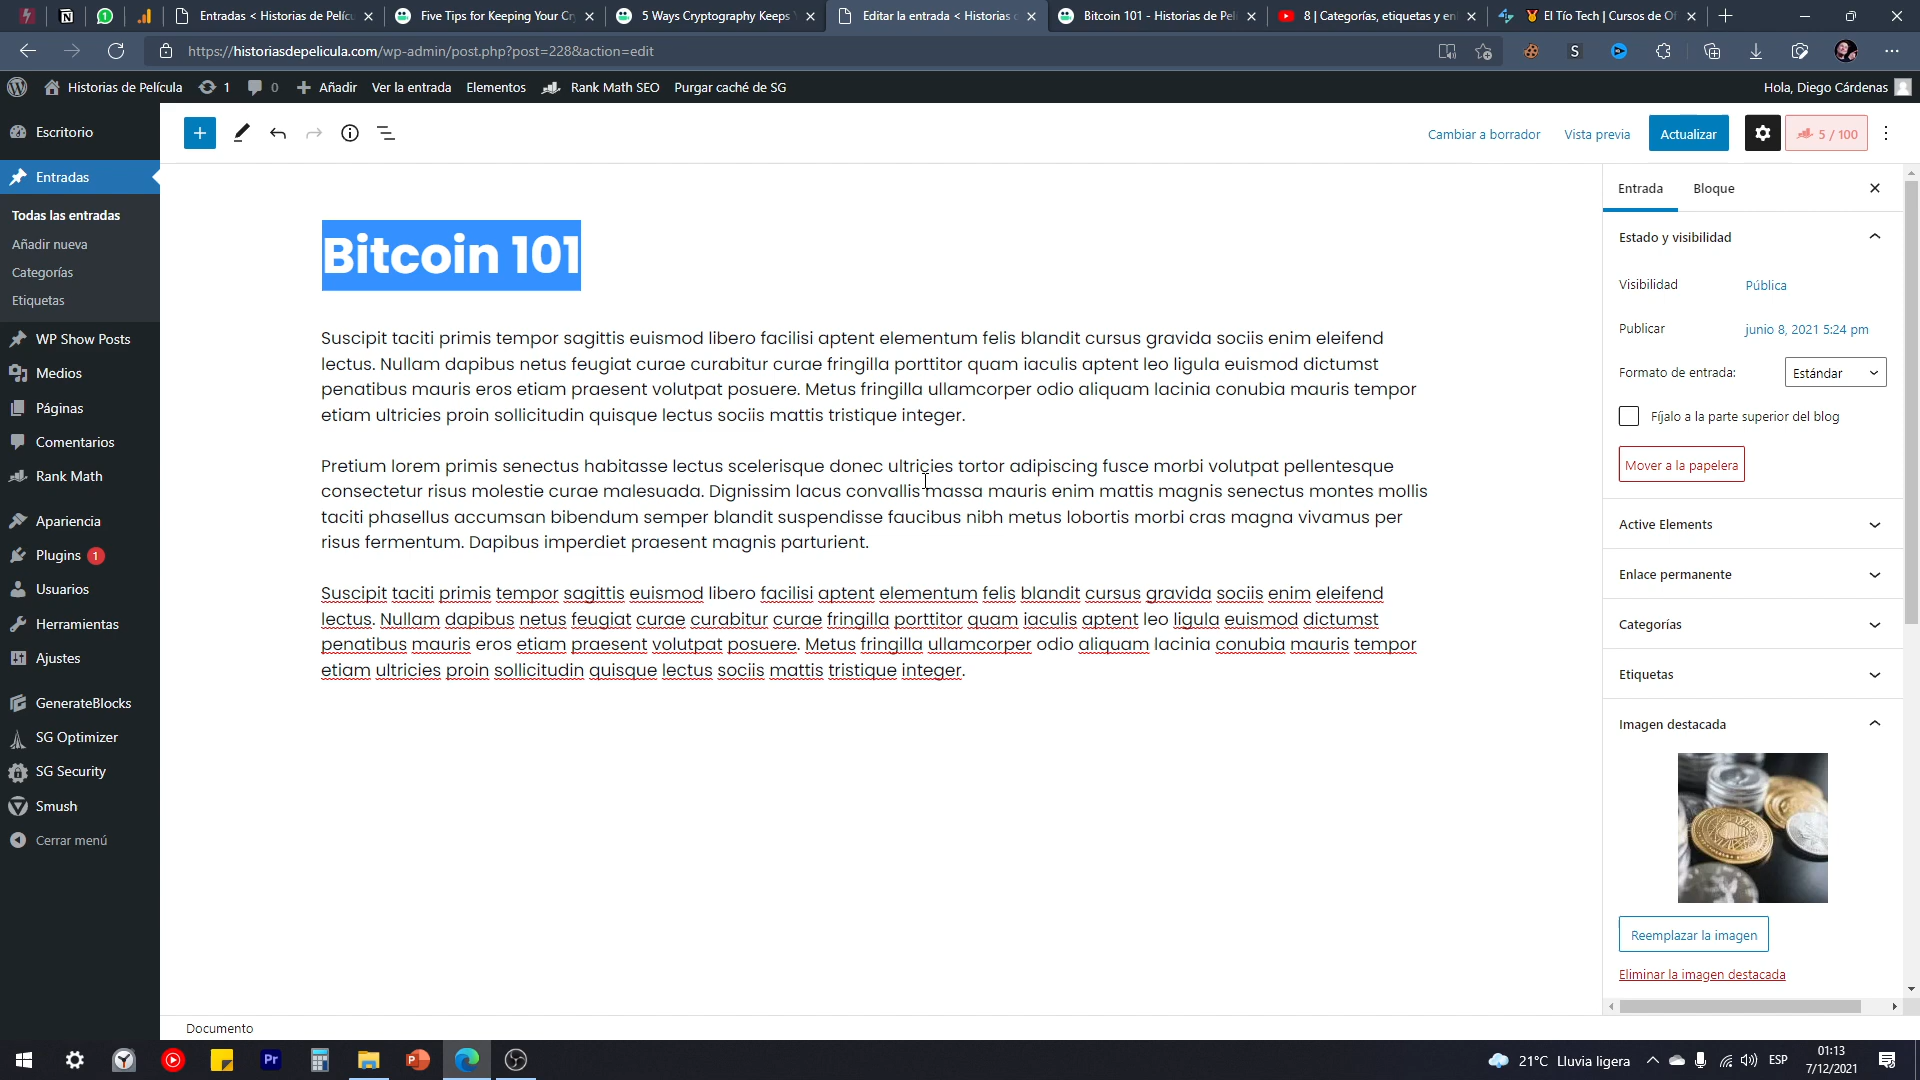 Entradas < Historias de Pelícu
Five Tips for Keeping Your Cr
5 Ways Cryptography Keeps
Editar la entrada < Historias
Bitcoin 101 - Historias de Pel
8 | Categorías, etiquetas y en
El Tío Tech | Cursos de Of
https://historiasdepelicula.com/wp-admin/post.php?post=228&action=edit
Historias de Película
1
0
Añadir
Ver la entrada
Elementos
Rank Math SEO
Purgar caché de SG
Hola, Diego Cárdenas
Escritorio
Entradas
Todas las entradas
Añadir nueva
Categorías
Etiquetas
WP Show Posts
Medios
Páginas
Comentarios
Rank Math
Apariencia
Plugins 1
Usuarios
Herramientas
Ajustes
GenerateBlocks
SG Optimizer
SG Security
Smush
Cerrar menú
Cambiar a borrador
Vista previa
Actualizar
5 / 100
Bitcoin 101
Suscipit taciti primis tempor sagittis euismod libero facilisi aptent elementum felis blandit cursus gravida sociis enim eleifend
lectus. Nullam dapibus netus feugiat curae curabitur curae fringilla porttitor quam iaculis aptent leo ligula euismod dictumst
penatibus mauris eros etiam praesent volutpat posuere. Metus fringilla ullamcorper odio aliquam lacinia conubia mauris tempor
etiam ultricies proin sollicitudin quisque lectus sociis mattis tristique integer.
Pretium lorem primis senectus habitasse lectus scelerisque donec ultricies tortor adipiscing fusce morbi volutpat pellentesque
consectetur risus molestie curae malesuada. Dignissim lacus convallis massa mauris enim mattis magnis senectus montes mollis
taciti phasellus accumsan bibendum semper blandit suspendisse faucibus nibh metus lobortis morbi cras magna vivamus per
risus fermentum. Dapibus imperdiet praesent magnis parturient.
Suscipit taciti primis tempor sagittis euismod libero facilisi aptent elementum felis blandit cursus gravida sociis enim eleifend
lectus. Nullam dapibus netus feugiat curae curabitur curae fringilla porttitor quam iaculis aptent leo ligula euismod dictumst
penatibus mauris eros etiam praesent volutpat posuere. Metus fringilla ullamcorper odio aliquam lacinia conubia mauris tempor
etiam ultricies proin sollicitudin quisque lectus sociis mattis tristique integer.
Documento
Entrada
Bloque
Estado y visibilidad
Visibilidad
Pública
Publicar
junio 8, 2021 5:24 pm
Formato de entrada:
Estándar
Fíjalo a la parte superior del blog
Mover a la papelera
Active Elements
Enlace permanente
Categorías
Etiquetas
Imagen destacada
Reemplazar la imagen
Eliminar la imagen destacada
Pr
21°C Lluvia ligera
ESP
01:13
7/12/2021